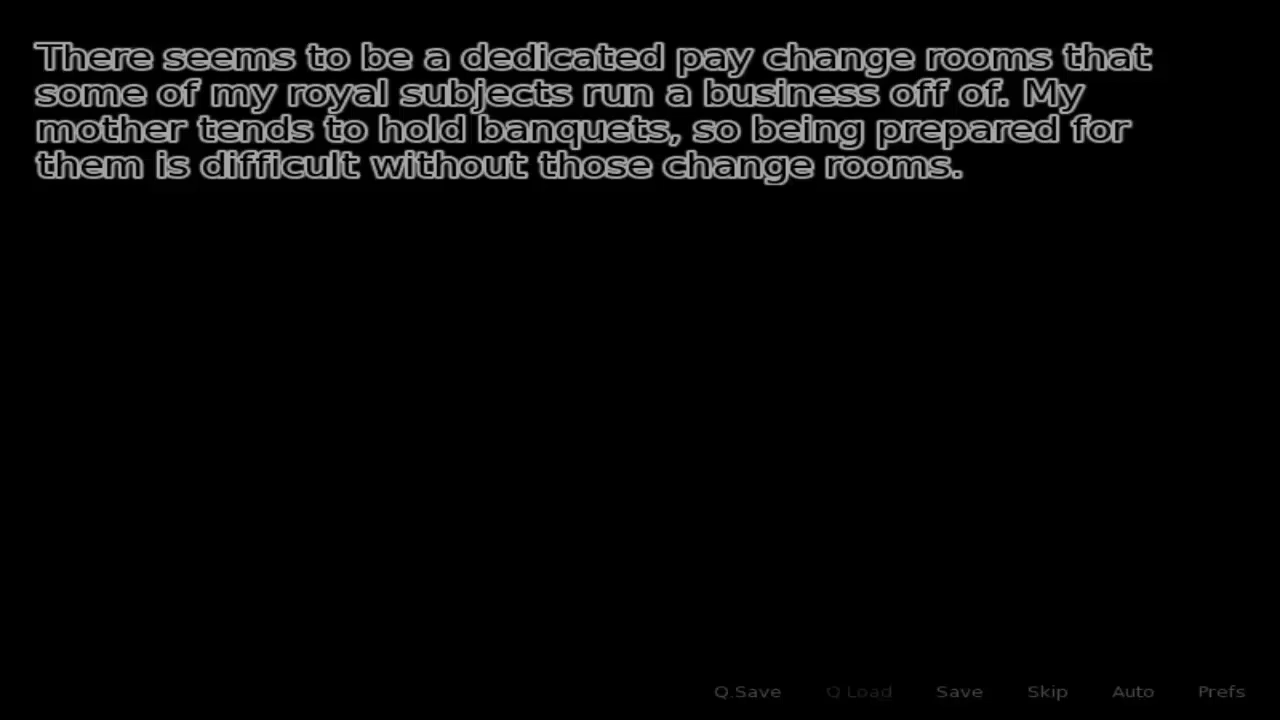 There seems to be a dedicated pay change rooms that
some of my royal subjects run a business off of. My
mother tends to hold banquets, so being prepared for
them is difficult without those change rooms.
Q.Save Q.Load Save Skip Auto Prefs